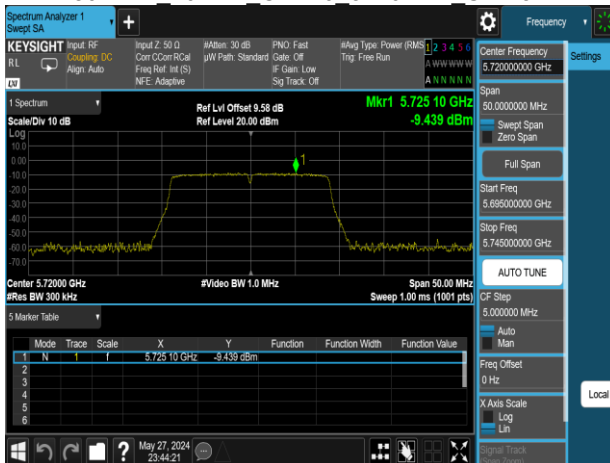 Spectrum Analyzer 1
Swept SA
+
Frequency
KEYSIGHT
RL
LXI
Input: RF
Coupling: DC
Align: Auto
Input Z: 50 Ω
Corr CCorr RCal
Freq Ref: Int (S)
NFE: Adaptive
#Atten: 30 dB
µW Path: Standard
PNO: Fast
Gate: Off
IF Gain: Low
Sig Track: Off
#Avg Type: Power (RMS
Trig: Free Run
1 2 3 4 5 6
A W W W W W
A N N N N N
1 Spectrum
Scale/Div 10 dB
Ref Lvl Offset 9.58 dB
Ref Level 20.00 dBm
Mkr1 5.725 10 GHz
-9.439 dBm
Log
10.0
0.00
-10.0
-20.0
-30.0
-40.0
-50.0
-60.0
-70.0
1
Center 5.72000 GHz
#Res BW 300 kHz
#Video BW 1.0 MHz
Span 50.00 MHz
Sweep 1.00 ms (1001 pts)
5 Marker Table
Mode Trace Scale X Y Function Function Width Function Value
1 N 1 f 5.725 10 GHz -9.439 dBm
2
3
4
5
6
May 27, 2024
23:44:21
Center Frequency
5.720000000 GHz
Span
50.0000000 MHz
Swept Span
Zero Span
Full Span
Start Freq
5.695000000 GHz
Stop Freq
5.745000000 GHz
AUTO TUNE
CF Step
5.000000 MHz
Auto
Man
Freq Offset
0 Hz
X Axis Scale
Log
Lin
Signal Track
(Span Zoom)
Settings
Local